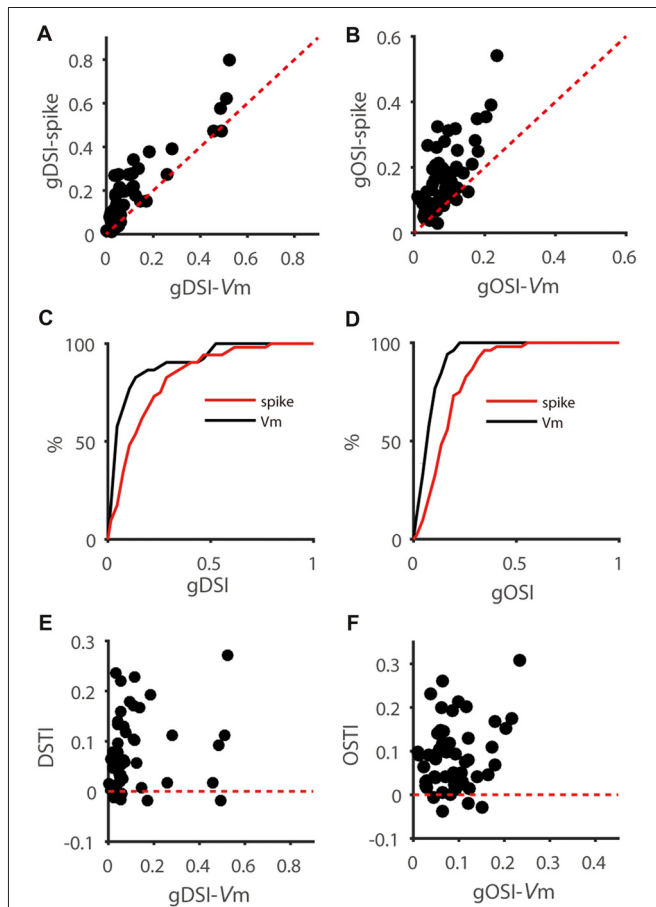 A
gDSI-spike
0.8
0.6
0.4
0.2
0
0 0.2 0.4 0.6 0.8
gDSI-Vm
B
gOSI-spike
0.6
0.4
0.2
0
0 0.2 0.4 0.6
gOSI-Vm
C
%
100
50
0
spike
Vm
0 0.5 1
gDSI
D
%
100
50
0
spike
Vm
0 0.5 1
gOSI
E
DSTI
0.3
0.2
0.1
0
-0.1
0 0.2 0.4 0.6 0.8
gDSI-Vm
F
OSTI
0.3
0.2
0.1
0
-0.1
0 0.1 0.2 0.3 0.4
gOSI-Vm